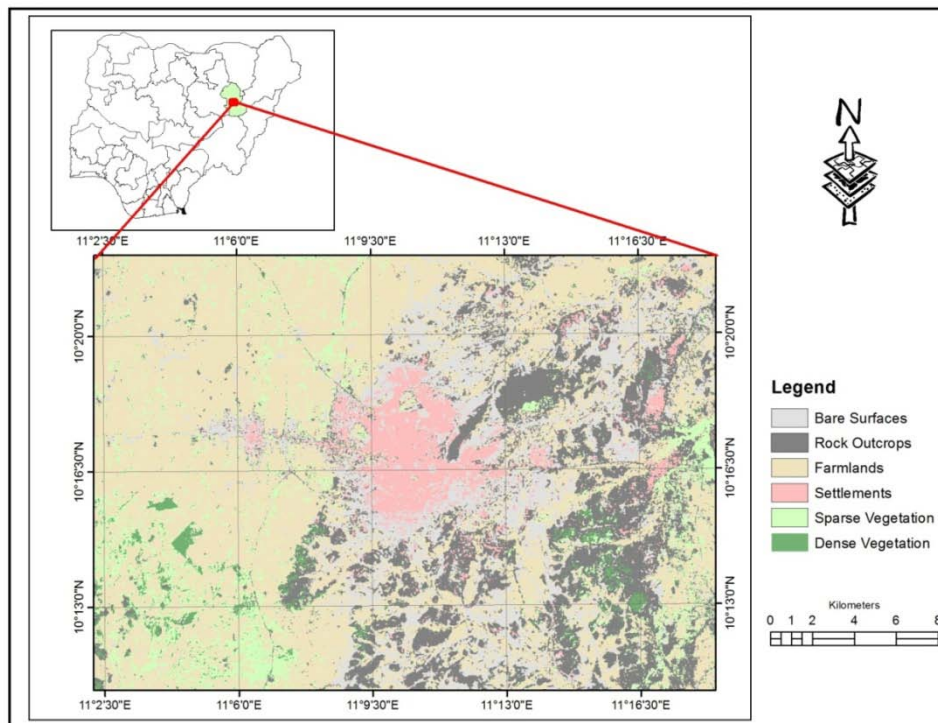 N
11°2'30"E 11°6'0"E 11°9'30"E 11°13'0"E 11°16'30"E
10°20'0"N 10°20'0"N
10°16'30"N 10°16'30"N
10°13'0"N 10°13'0"N
11°2'30"E 11°6'0"E 11°9'30"E 11°13'0"E 11°16'30"E
Legend
Bare Surfaces
Rock Outcrops
Farmlands
Settlements
Sparse Vegetation
Dense Vegetation
Kilometers
0 1 2 4 6 8